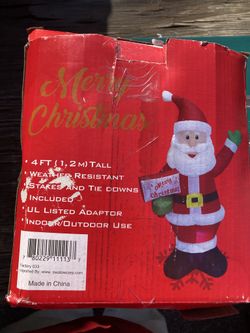 Merry
Christmas
• 4FT (1, 2M) TALL
• WEATHER RESISTANT
• STAKES AND TIE DOWNS
• INCLUDED
• UL LISTED ADAPTOR
• INDOOR/OUTDOOR USE
Merry
Christmas
Made in China